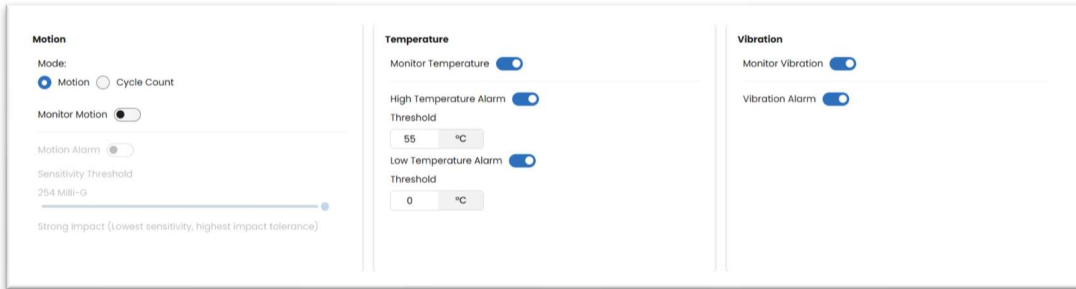 Motion
Mode:
Motion Cycle Count
Monitor Motion
Motion Alarm
Sensitivity Threshold
254 Milli-G
Strong Impact (Lowest sensitivity, highest impact tolerance)
Temperature
Monitor Temperature
High Temperature Alarm
Threshold
55 °C
Low Temperature Alarm
Threshold
0 °C
Vibration
Monitor Vibration
Vibration Alarm